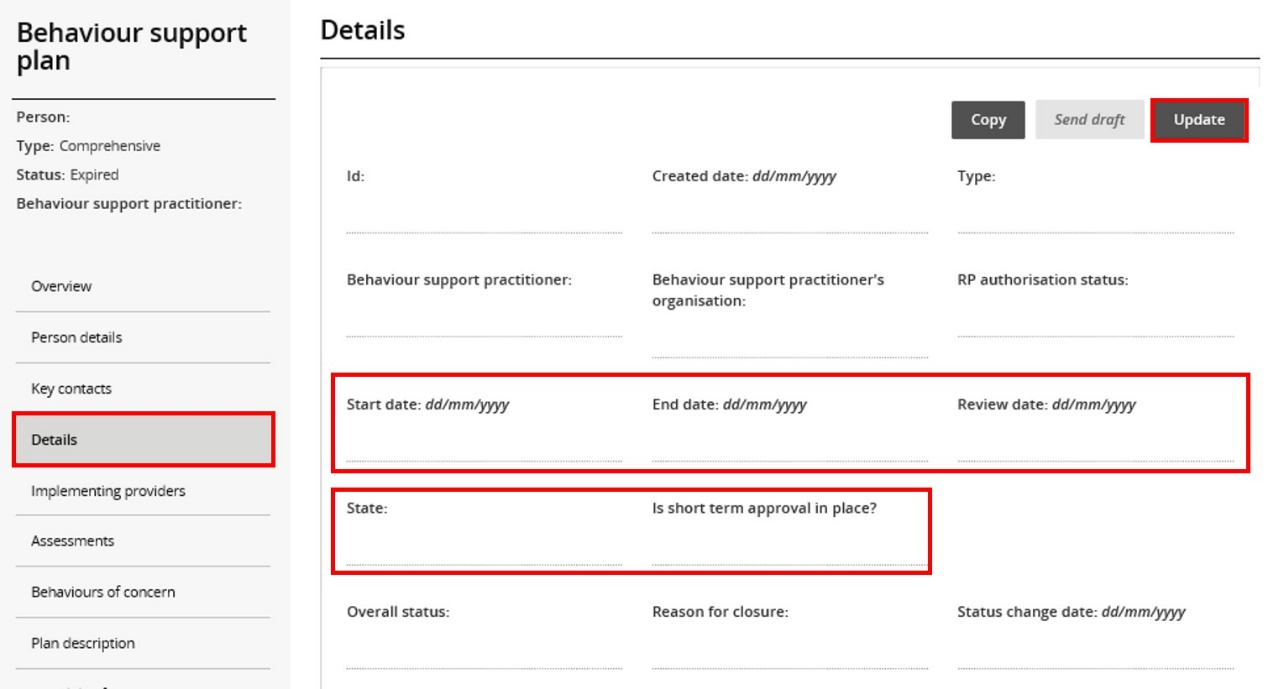 Behaviour support
plan
Person:
Type: Comprehensive
Status: Expired
Behaviour support practitioner:
Overview
Person details
Key contacts
Details
Implementing providers
Assessments
Behaviours of concern
Plan description
Details
Copy Send draft Update
Id: Created date: dd/mm/yyyy Type:
Behaviour support practitioner: Behaviour support practitioner's RP authorisation status:
organisation:
Start date: dd/mm/yyyy End date: dd/mm/yyyy Review date: dd/mm/yyyy
State: Is short term approval in place?
Overall status: Reason for closure: Status change date: dd/mm/yyyy